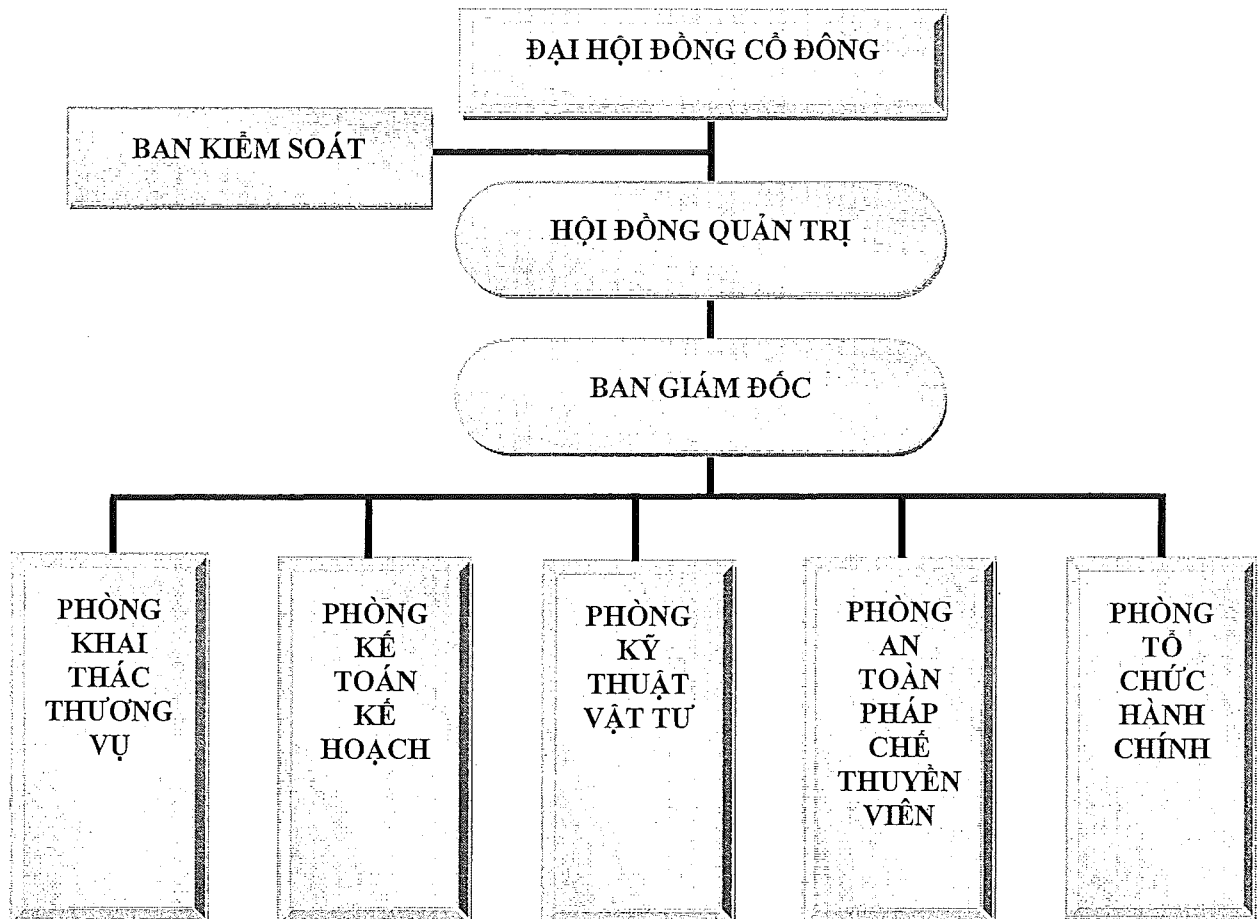 ĐẠI HỘI ĐỒNG CỔ ĐÔNG
BAN KIỂM SOÁT
HỘI ĐỒNG QUẢN TRỊ
BAN GIÁM ĐỐC
PHÒNG
KHAI
THÁC
THƯƠNG
VỤ
PHÒNG
KẾ
TOÁN
KẾ
HOẠCH
PHÒNG
KỸ
THUẬT
VẬT TƯ
PHÒNG
AN
TOÀN
PHÁP
CHẾ
THUYỀN
VIÊN
PHÒNG
TỔ
CHỨC
HÀNH
CHÍNH